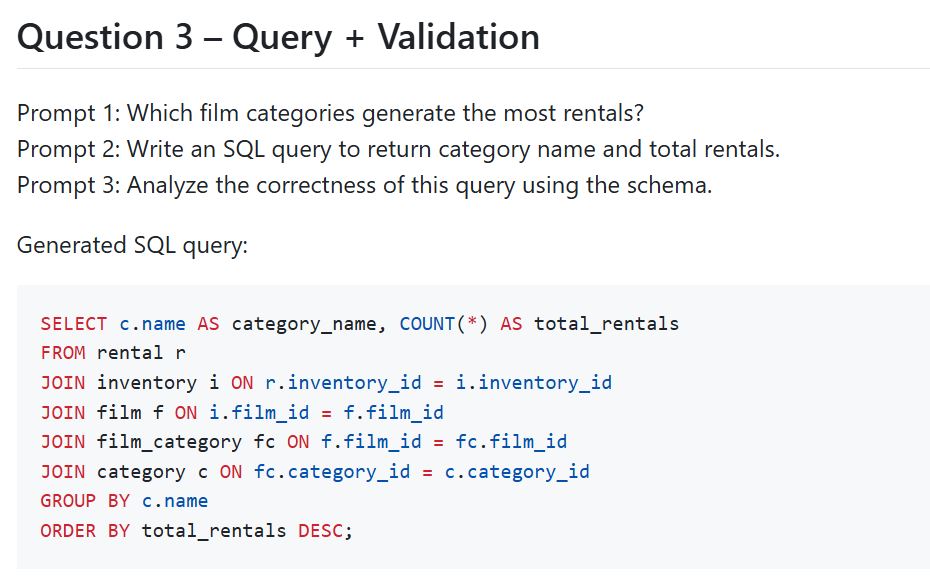 Question 3 – Query + Validation
Prompt 1: Which film categories generate the most rentals?
Prompt 2: Write an SQL query to return category name and total rentals.
Prompt 3: Analyze the correctness of this query using the schema.
Generated SQL query:
SELECT c.name AS category_name, COUNT(*) AS total_rentals
FROM rental r
JOIN inventory i ON r.inventory_id = i.inventory_id
JOIN film f ON i.film_id = f.film_id
JOIN film_category fc ON f.film_id = fc.film_id
JOIN category c ON fc.category_id = c.category_id
GROUP BY c.name
ORDER BY total_rentals DESC;